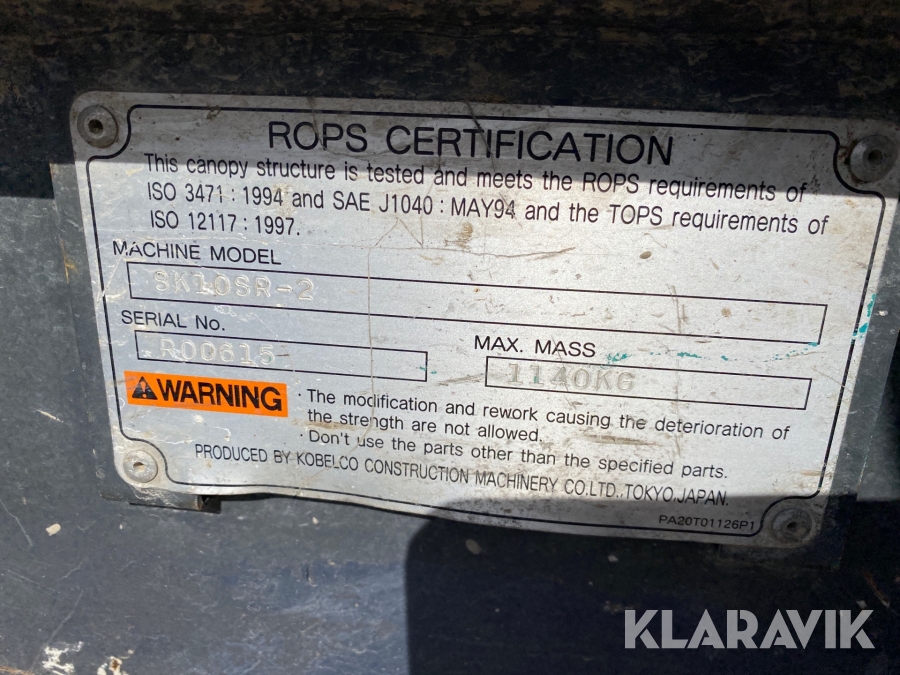 ROPS CERTIFICATION
This canopy structure is tested and meets the ROPS requirements of
ISO 3471 : 1994 and SAE J1040 : MAY94 and the TOPS requirements of
ISO 12117 : 1997.
MACHINE MODEL
SK10SR-2
SERIAL No.
R00615
MAX. MASS
1140KG
WARNING
· The modification and rework causing the deterioration of
the strength are not allowed.
· Don't use the parts other than the specified parts.
PRODUCED BY KOBELCO CONSTRUCTION MACHINERY CO.LTD.,TOKYO.JAPAN.
PA20T01126P1
KLARAVIK